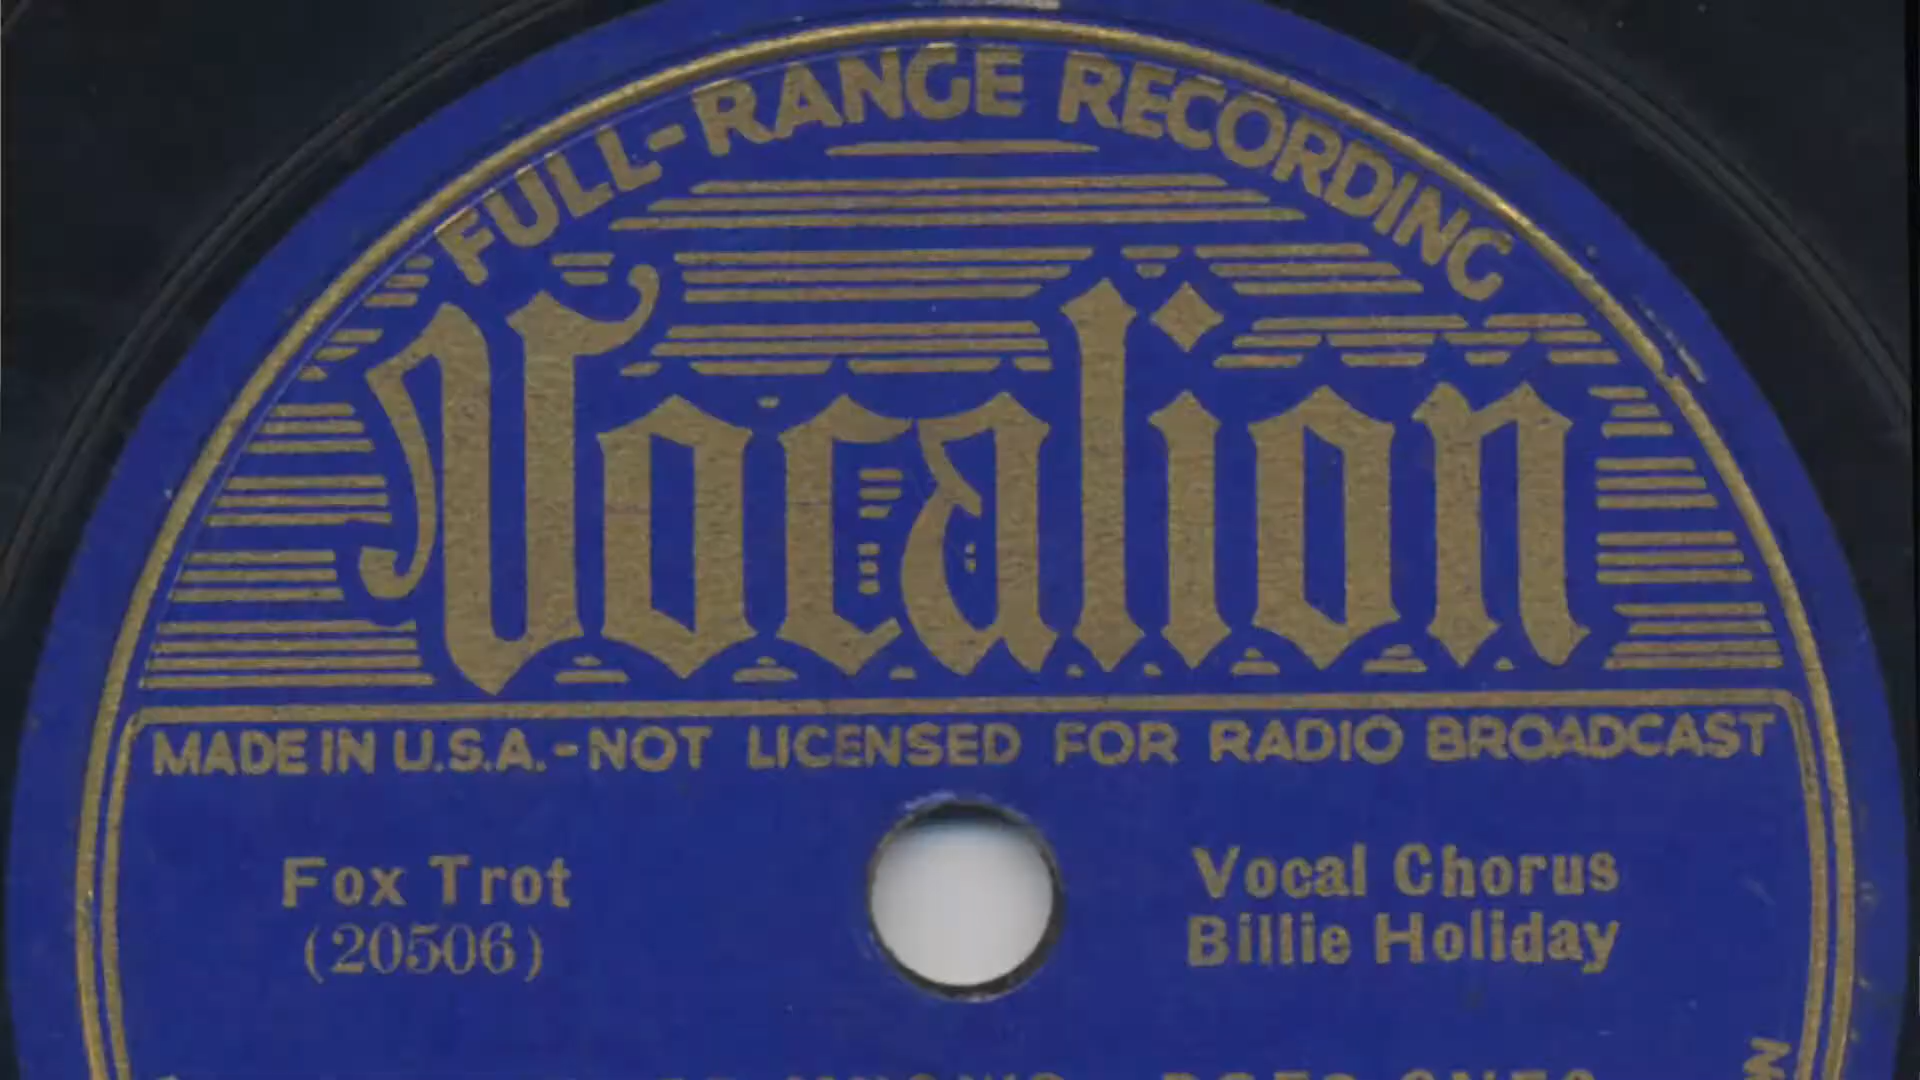 FULL-RANGE RECORDING
Vocalion
MADE IN U.S.A.-NOT LICENSED FOR RADIO BROADCAST
Fox Trot
(20506)
Vocal Chorus
Billie Holiday